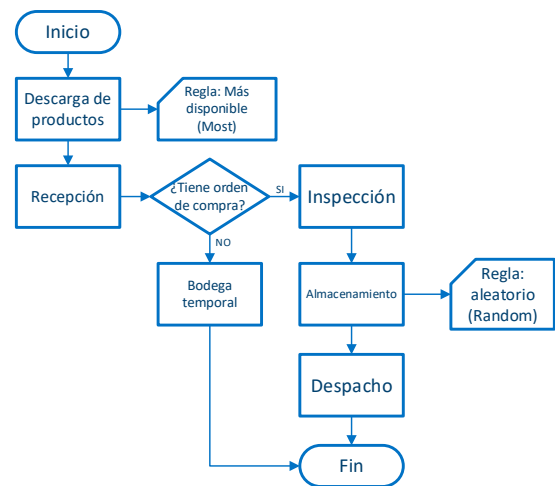 Inicio
Descarga de
productos
Regla: Más
disponible
(Most)
Recepción
¿Tiene orden
de compra?
SI
Inspección
NO
Bodega
temporal
Almacenamiento
Regla:
aleatorio
(Random)
Despacho
Fin